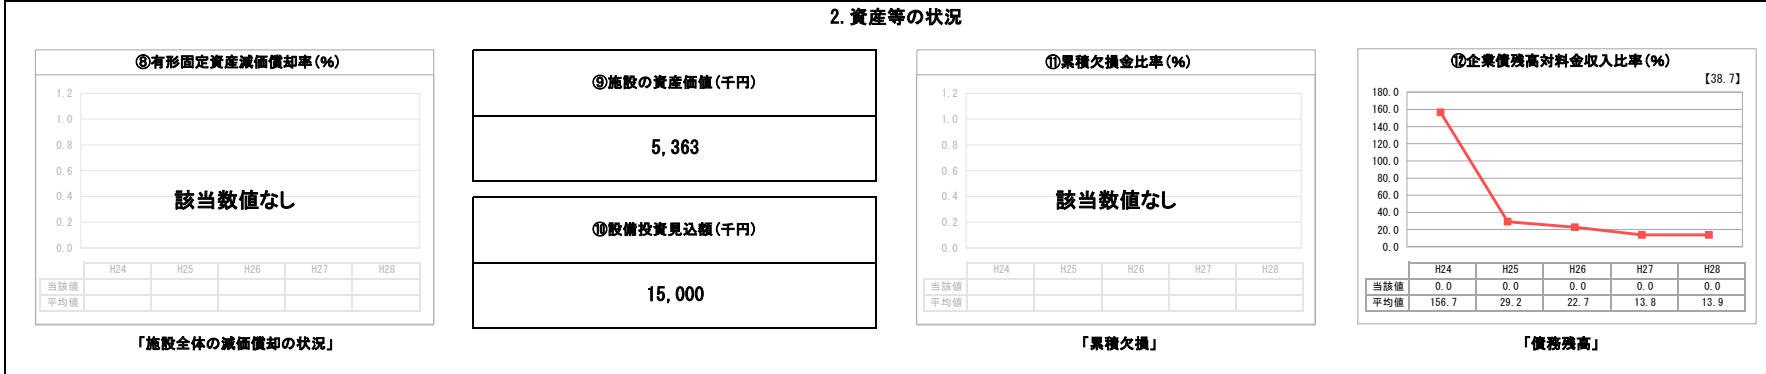 2.資産等の状況
⑧有形固定資産減価償却率(%)
1.2
1.0
0.8
0.6
0.4
0.2
0.0
該当数値なし
H24 H25 H26 H27 H28
当該値
平均値
「施設全体の減価償却の状況」
⑨施設の資産価値(千円)
5,363
⑩設備投資見込額(千円)
15,000
⑪累積欠損金比率(%)
1.2
1.0
0.8
0.6
0.4
0.2
0.0
該当数値なし
H24 H25 H26 H27 H28
当該値
平均値
「累積欠損」
⑫企業債残高対料金収入比率(%)
【38.7】
180.0
160.0
140.0
120.0
100.0
80.0
60.0
40.0
20.0
0.0
H24 H25 H26 H27 H28
当該値 0.0 0.0 0.0 0.0 0.0
平均値 156.7 29.2 22.7 13.8 13.9
「債務残高」